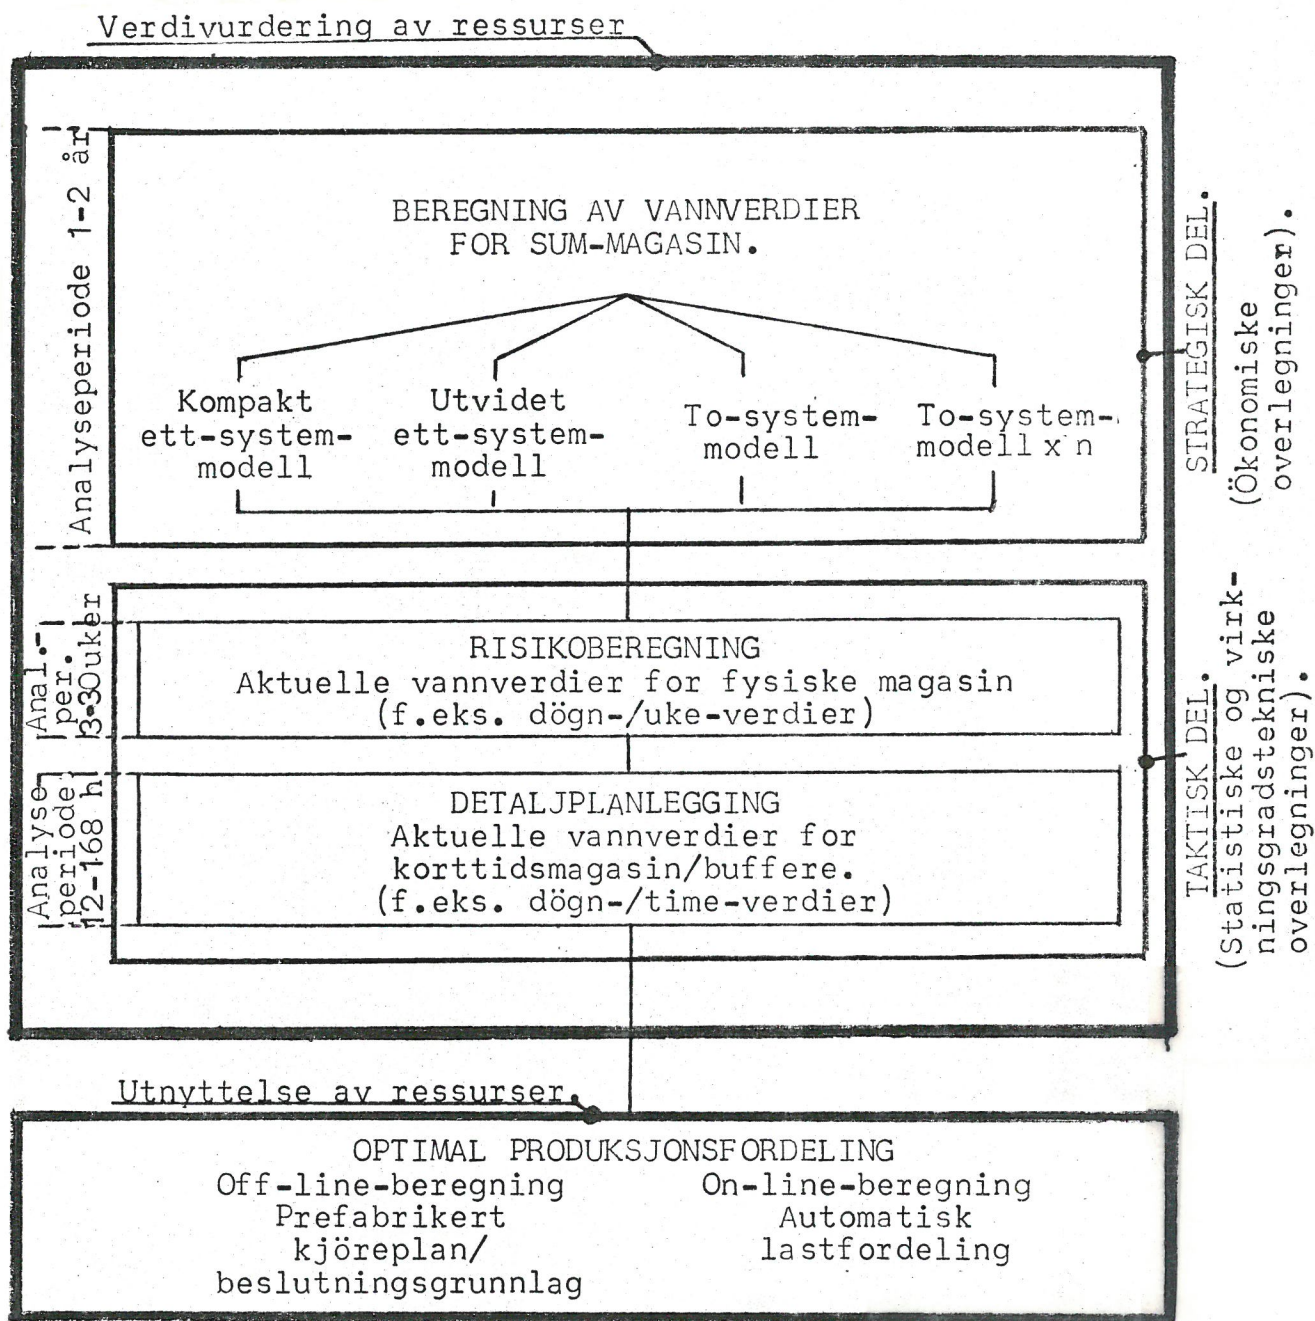 Verdivurdering av ressurser
Analyseperiode 1-2 år
BEREGNING AV VANNVERDIER
FOR SUM-MAGASIN.
Kompakt
ett-system-
modell
Utvidet
ett-system-
modell
To-system-
modell
To-system-
modell x n
STRATEGISK DEL.
(Ökonomiske
overlegninger).
Anal.-
per.
3-30uker
RISIKOBEREGNING
Aktuelle vannverdier for fysiske magasin
(f.eks. dögn-/uke-verdier)
Analyse-
periode
12-168 h
DETALJPLANLEGGING
Aktuelle vannverdier for
korttidsmagasin/buffere.
(f.eks. dögn-/time-verdier)
TAKTISK DEL.
(Statistiske og virk-
ningsgradstekniske
overlegninger).
Utnyttelse av ressurser.
OPTIMAL PRODUKSJONSFORDELING
Off-line-beregning
Prefabrikert
kjöreplan/
beslutningsgrunnlag
On-line-beregning
Automatisk
lastfordeling